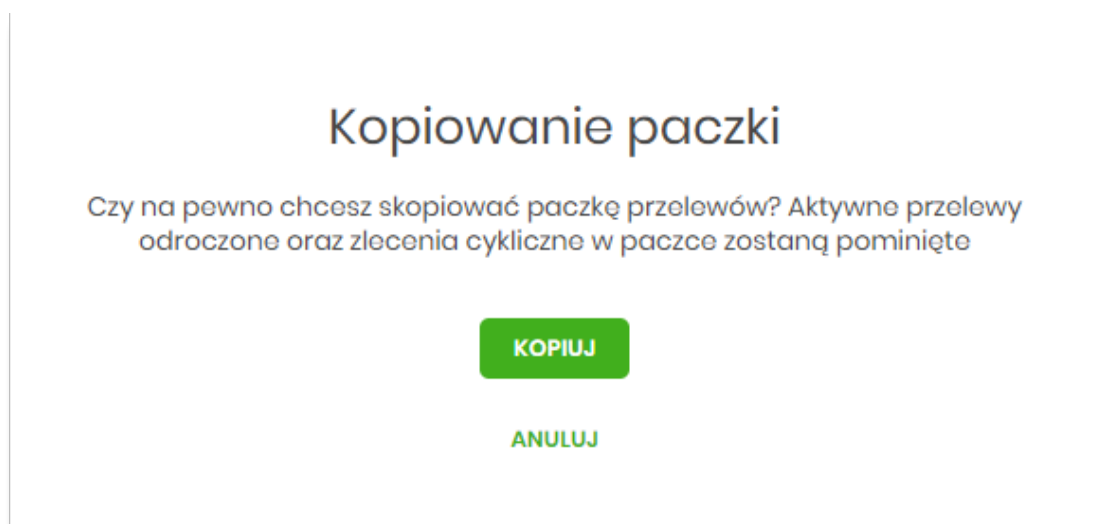 Kopiowanie paczki
Czy na pewno chcesz skopiować paczkę przelewów? Aktywne przelewy
odroczone oraz zlecenia cykliczne w paczce zostaną pominięte
KOPIUJ
ANULUJ